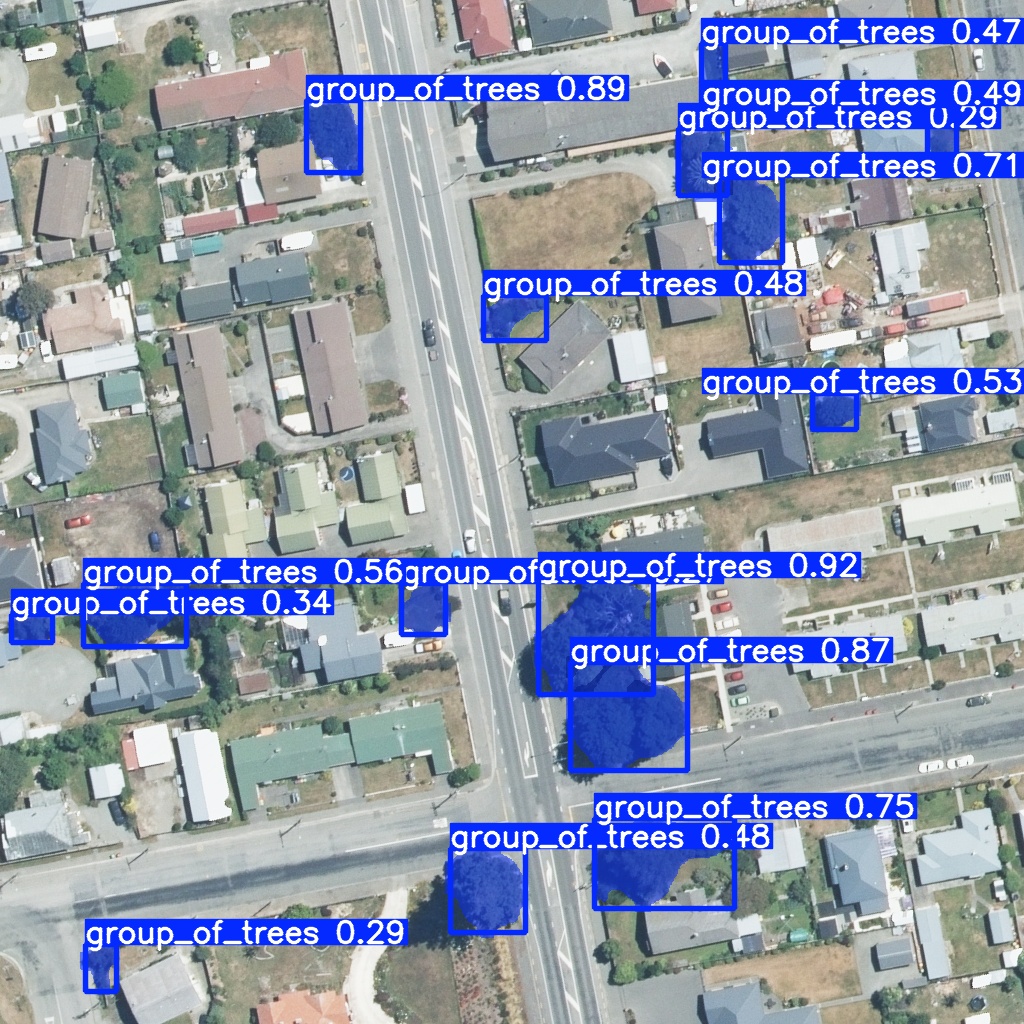 group_of_trees 0.47
group_of_trees 0.89
group_of_trees 0.49
group_of_trees 0.29
group_of_trees 0.71
group_of_trees 0.48
group_of_trees 0.53
group_of_trees 0.56
group_of
group_of_trees 0.92
group_of_trees 0.34
group_of_trees 0.87
group_of_trees 0.75
group_of_trees 0.48
group_of_trees 0.29